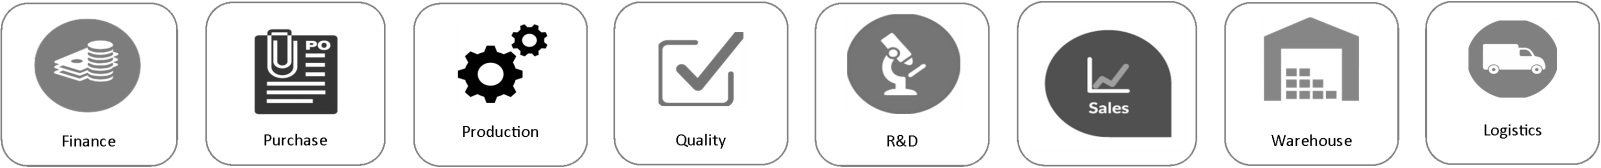 Finance
PO
Purchase
Production
Quality
R&D
Sales
Warehouse
Logistics